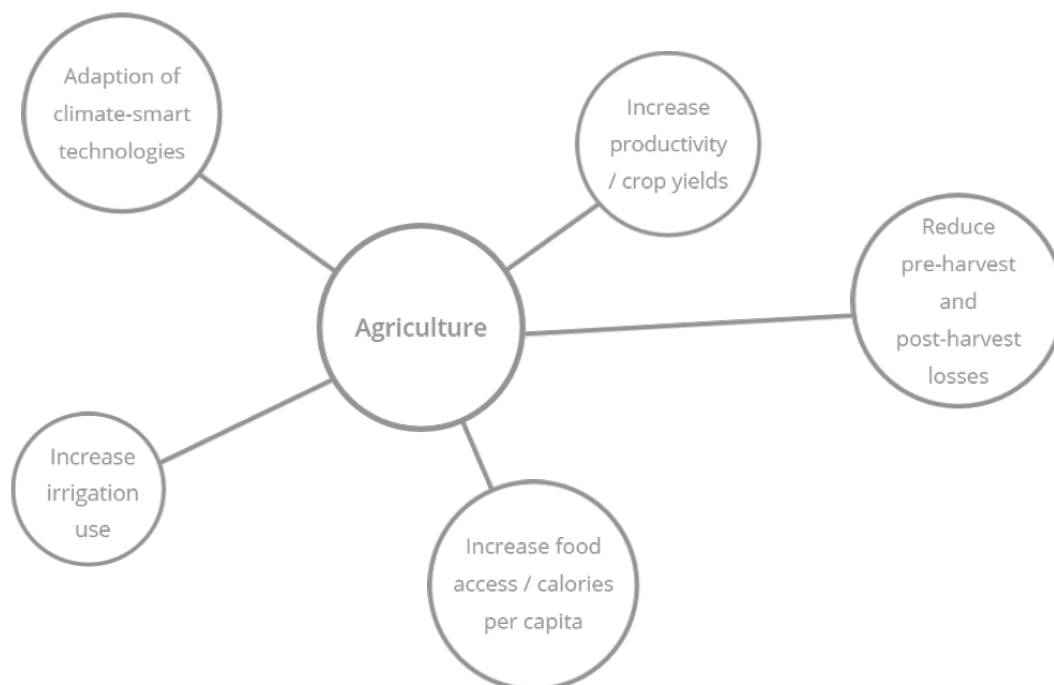 Adaption of
climate-smart
technologies
Increase
productivity
/ crop yields
Reduce
pre-harvest
and
post-harvest
losses
Agriculture
Increase
irrigation
use
Increase food
access / calories
per capita